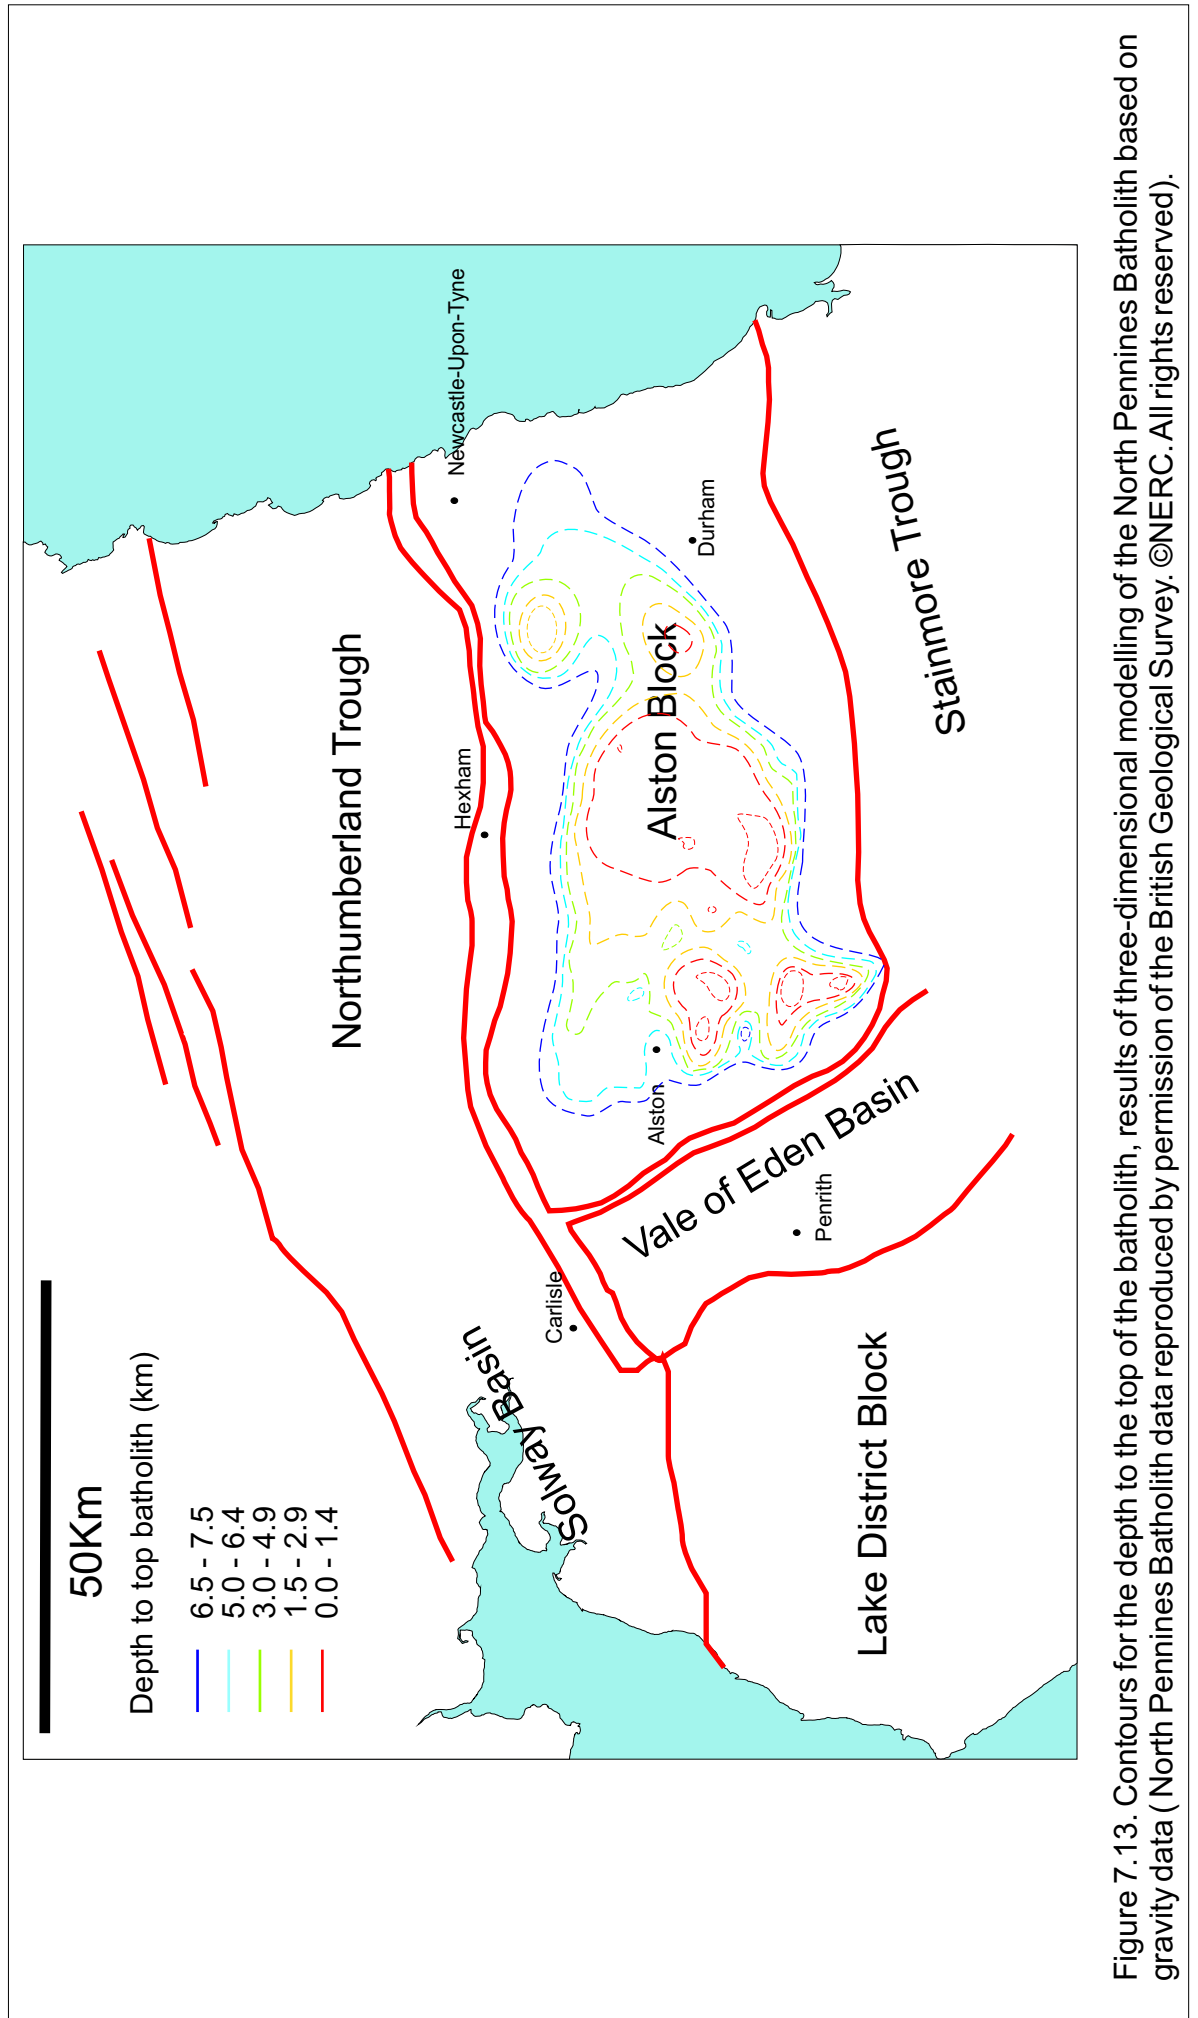 50Km
Depth to top batholith (km)
6.5 - 7.5
5.0 - 6.4
3.0 - 4.9
1.5 - 2.9
0.0 - 1.4
Northumberland Trough
Newcastle-Upon-Tyne
Hexham
Solway Basin
Carlisle
Alston Block
Durham
Alston
Vale of Eden Basin
Penrith
Stainmore Trough
Lake District Block
Figure 7.13. Contours for the depth to the top of the batholith, results of three-dimensional modelling of the North Pennines Batholith based on
gravity data ( North Pennines Batholith data reproduced by permission of the British Geological Survey. ©NERC. All rights reserved).